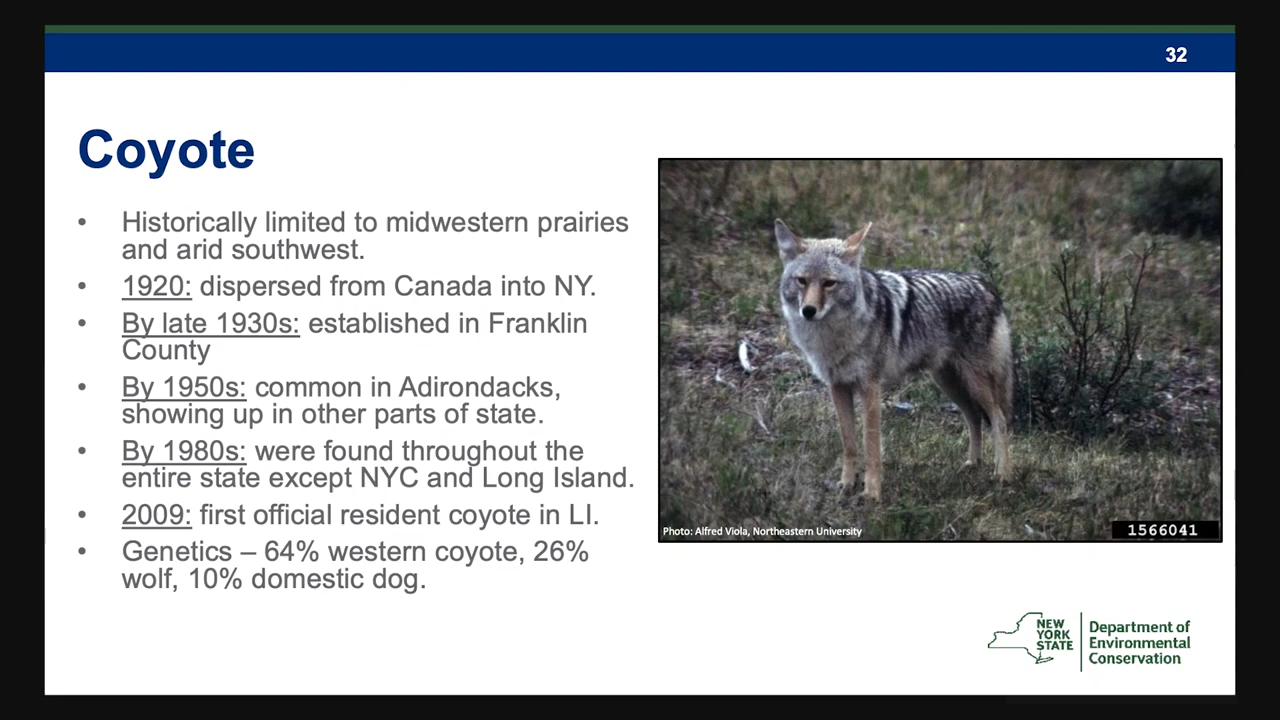 32
Coyote
• Historically limited to midwestern prairies
and arid southwest.
• 1920: dispersed from Canada into NY.
• By late 1930s: established in Franklin
County
• By 1950s: common in Adirondacks,
showing up in other parts of state.
• By 1980s: were found throughout the
entire state except NYC and Long Island.
• 2009: first official resident coyote in LI.
• Genetics – 64% western coyote, 26%
wolf, 10% domestic dog.
Photo: Alfred Viola, Northeastern University
1566041
NEW
YORK
STATE
Department of
Environmental
Conservation